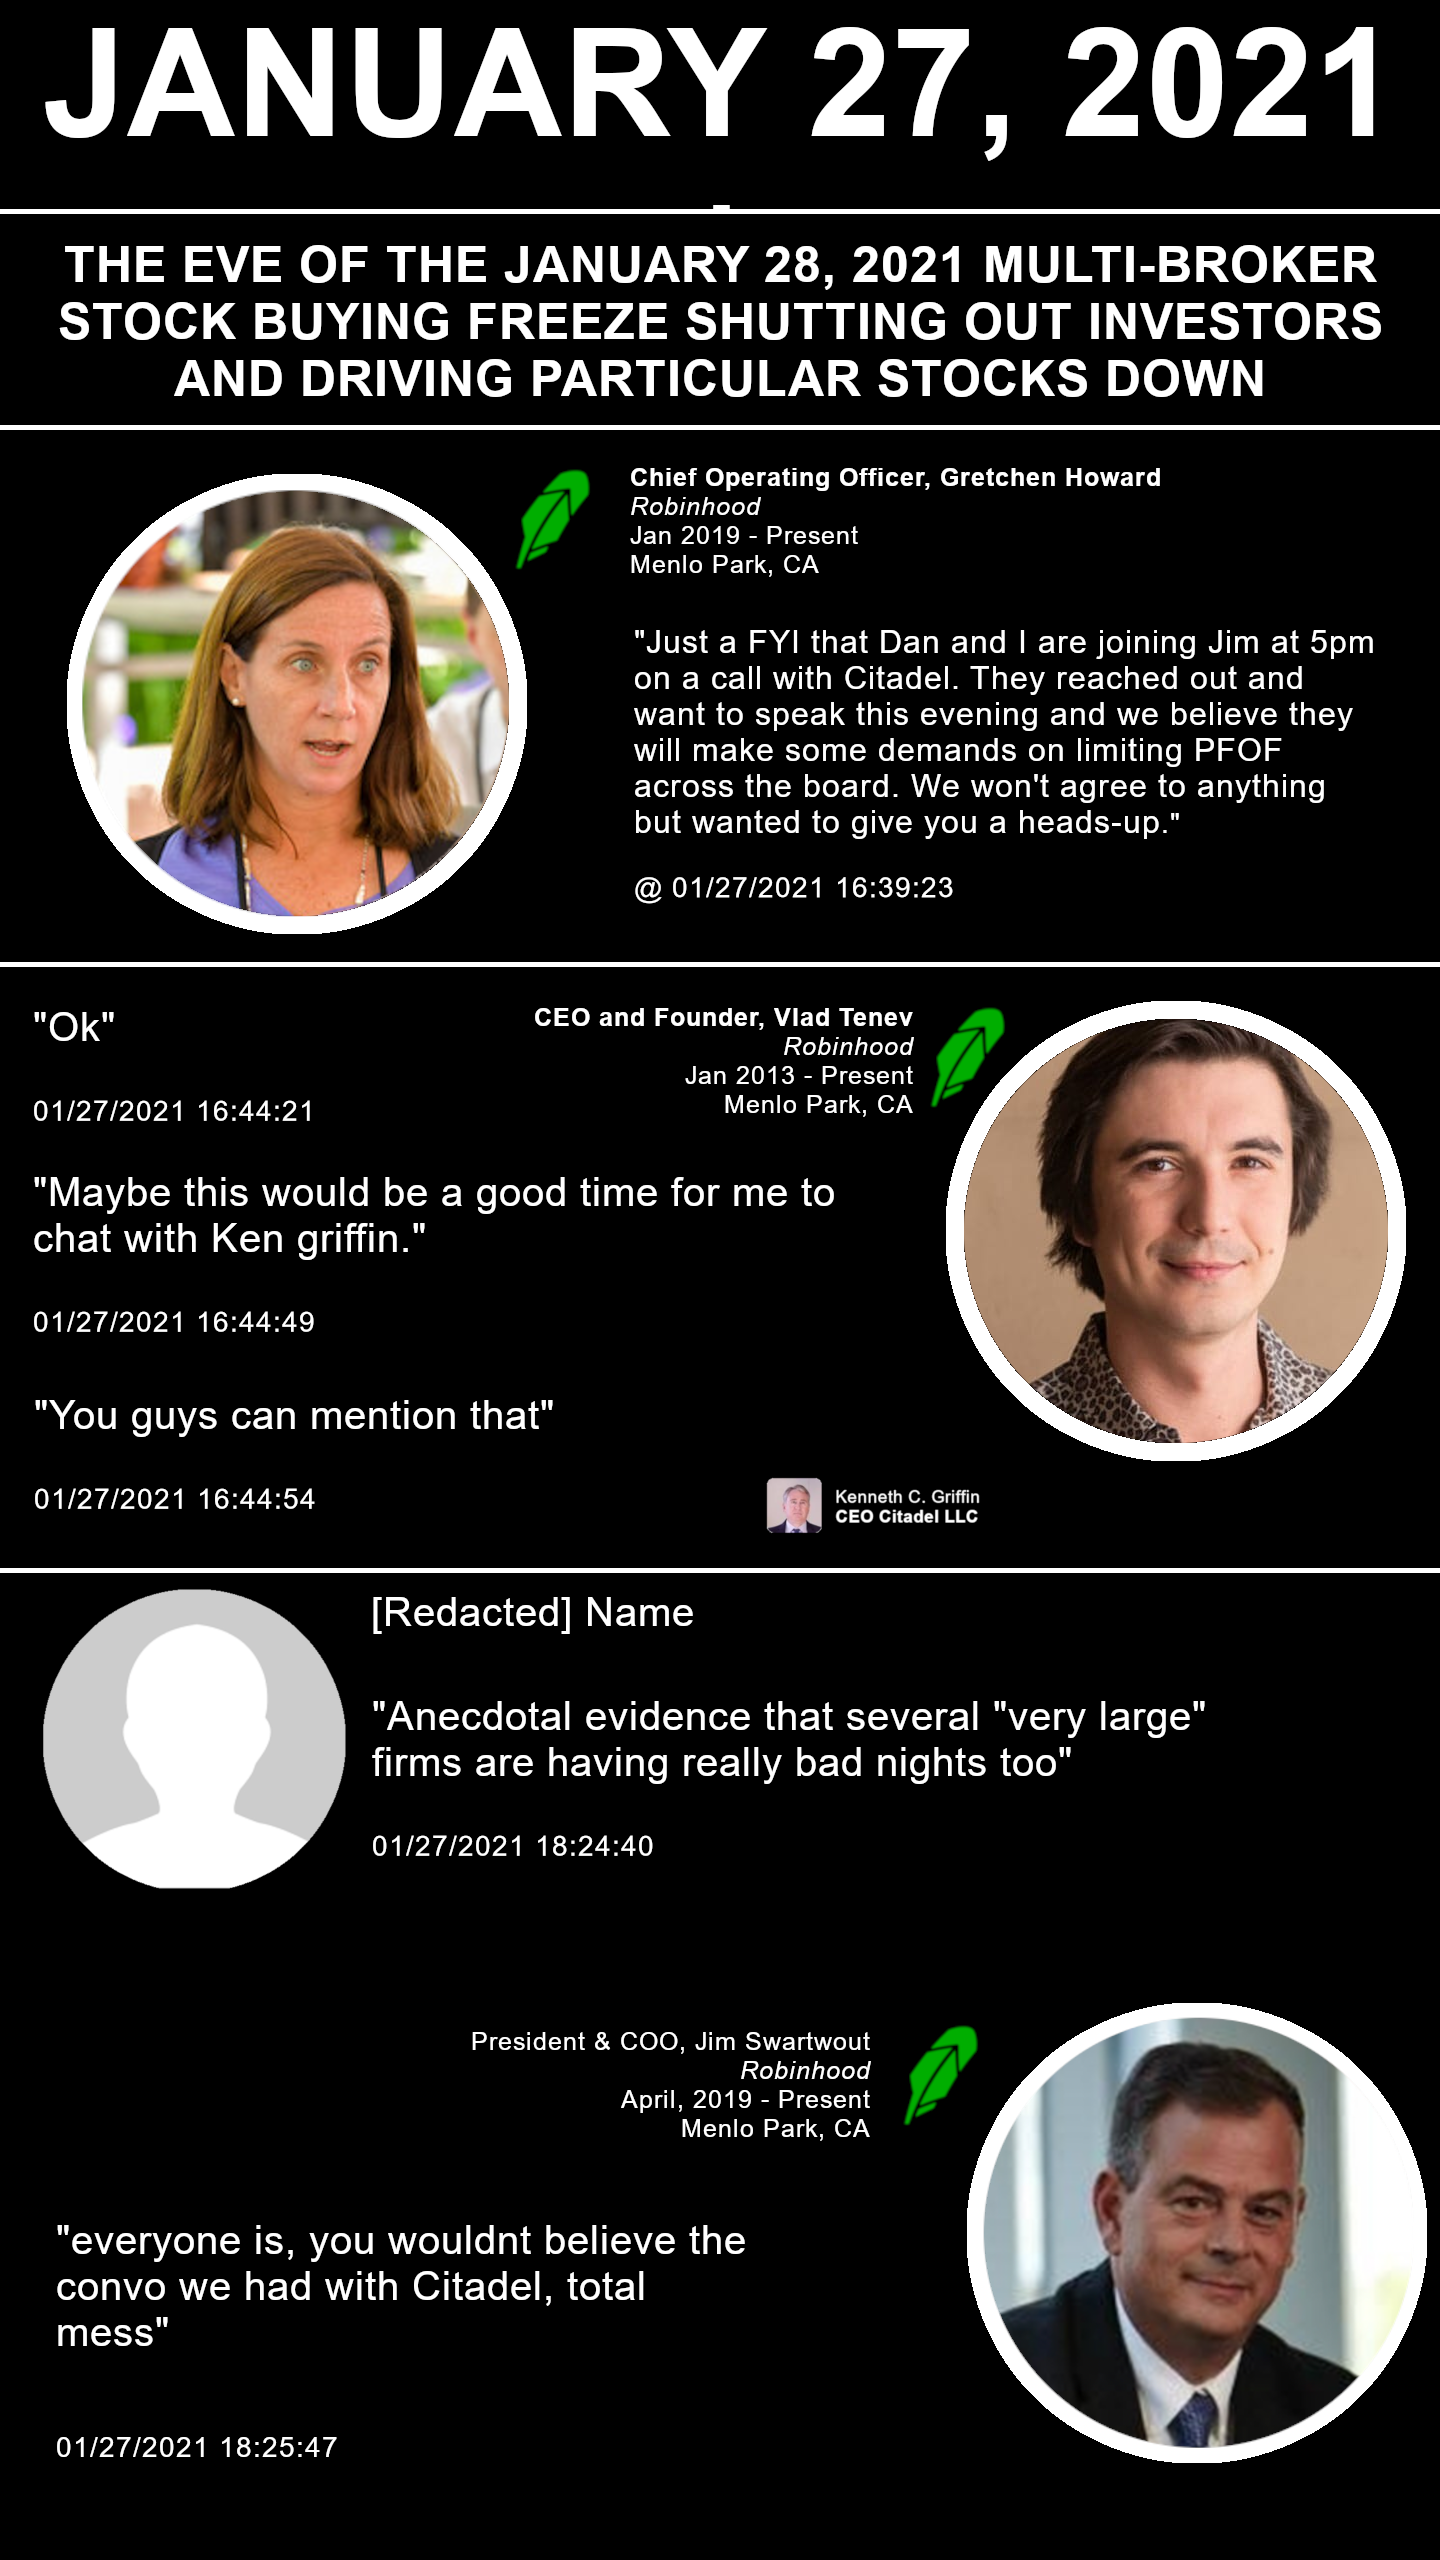 JANUARY 27, 2021
-
THE EVE OF THE JANUARY 28, 2021 MULTI-BROKER
STOCK BUYING FREEZE SHUTTING OUT INVESTORS
AND DRIVING PARTICULAR STOCKS DOWN
Chief Operating Officer, Gretchen Howard
Robinhood
Jan 2019 - Present
Menlo Park, CA
"Just a FYI that Dan and I are joining Jim at 5pm
on a call with Citadel. They reached out and
want to speak this evening and we believe they
will make some demands on limiting PFOF
across the board. We won't agree to anything
but wanted to give you a heads-up."
@ 01/27/2021 16:39:23
CEO and Founder, Vlad Tenev
Robinhood
Jan 2013 - Present
Menlo Park, CA
"Ok"
01/27/2021 16:44:21
"Maybe this would be a good time for me to
chat with Ken griffin."
01/27/2021 16:44:49
"You guys can mention that"
01/27/2021 16:44:54
Kenneth C. Griffin
CEO Citadel LLC
[Redacted] Name
"Anecdotal evidence that several "very large"
firms are having really bad nights too"
01/27/2021 18:24:40
President & COO, Jim Swartwout
Robinhood
April, 2019 - Present
Menlo Park, CA
"everyone is, you wouldnt believe the
convo we had with Citadel, total
mess"
01/27/2021 18:25:47